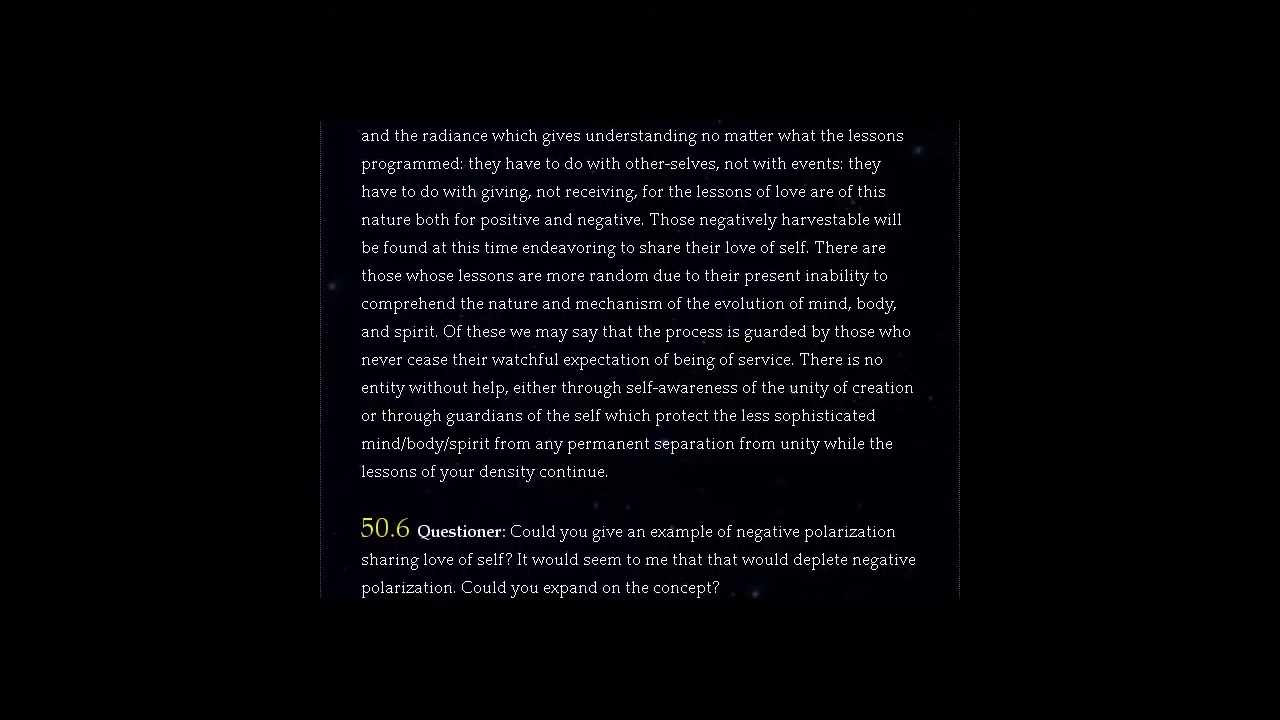 and the radiance which gives understanding no matter what the lessons
programmed: they have to do with other-selves, not with events: they
have to do with giving, not receiving, for the lessons of love are of this
nature both for positive and negative. Those negatively harvestable will
be found at this time endeavoring to share their love of self. There are
those whose lessons are more random due to their present inability to
comprehend the nature and mechanism of the evolution of mind, body,
and spirit. Of these we may say that the process is guarded by those who
never cease their watchful expectation of being of service. There is no
entity without help, either through self-awareness of the unity of creation
or through guardians of the self which protect the less sophisticated
mind/body/spirit from any permanent separation from unity while the
lessons of your density continue.
50.6 Questioner: Could you give an example of negative polarization
sharing love of self? It would seem to me that that would deplete negative
polarization. Could you expand on the concept?